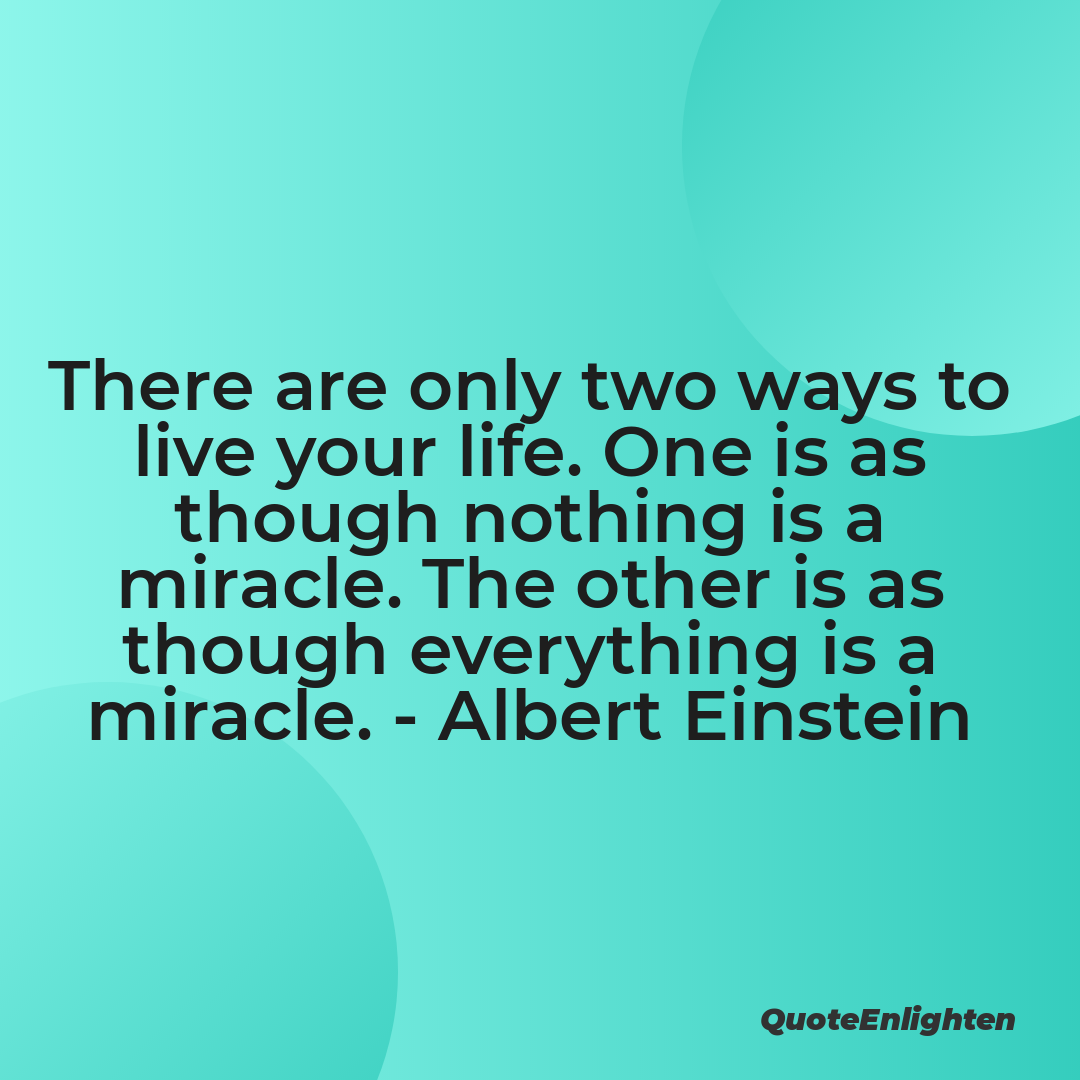 There are only two ways to
live your life. One is as
though nothing is a
miracle. The other is as
though everything is a
miracle. - Albert Einstein
QuoteEnlighten